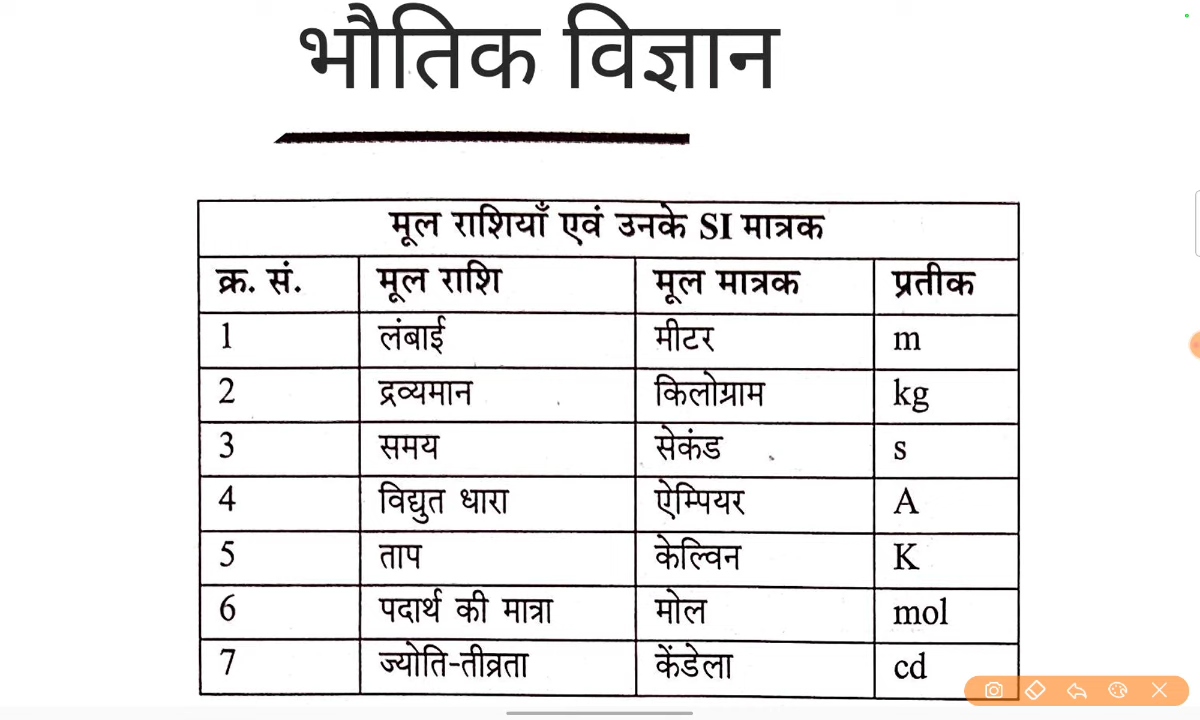 भौतिक विज्ञान
मूल राशियाँ एवं उनके SI मात्रक
क्र. सं. मूल राशि मूल मात्रक प्रतीक
1 लंबाई मीटर m
2 द्रव्यमान किलोग्राम kg
3 समय सेकंड s
4 विद्युत धारा ऐम्पियर A
5 ताप केल्विन K
6 पदार्थ की मात्रा मोल mol
7 ज्योति-तीव्रता केंडेला cd